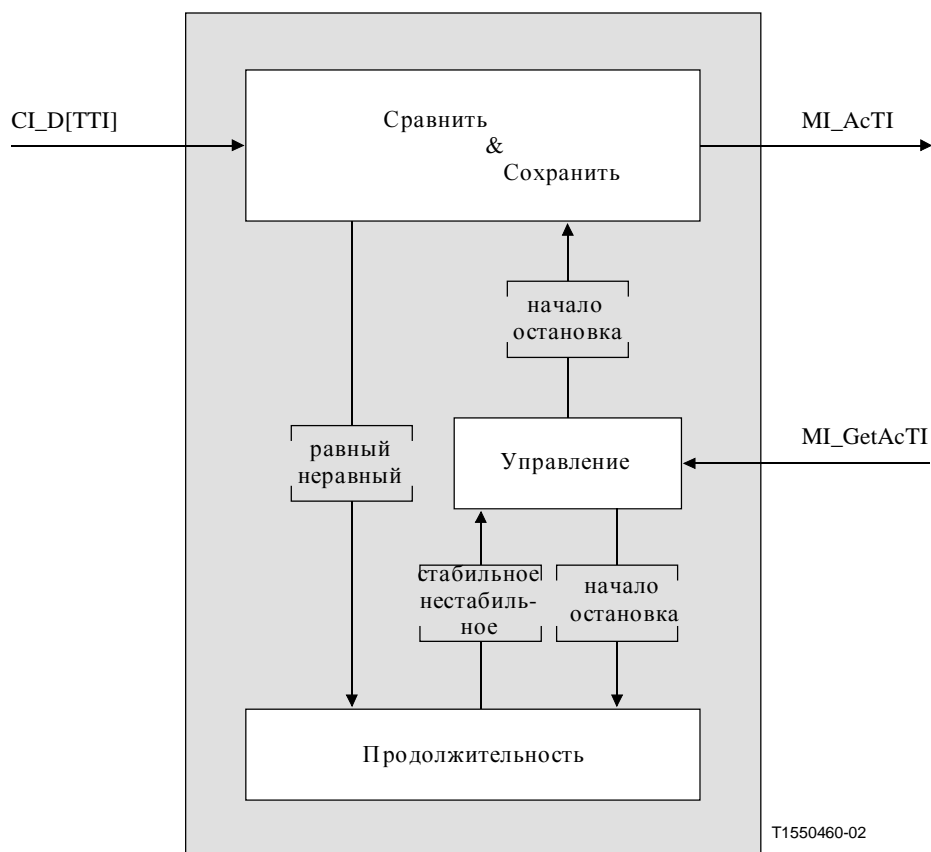 Сравнить
&
Сохранить
CI_D[TTI]
MI_AcTI
начало
остановка
равный
неравный
Управление
MI_GetAcTI
стабильное
нестабиль-
ное
начало
остановка
Продолжительность
T1550460-02